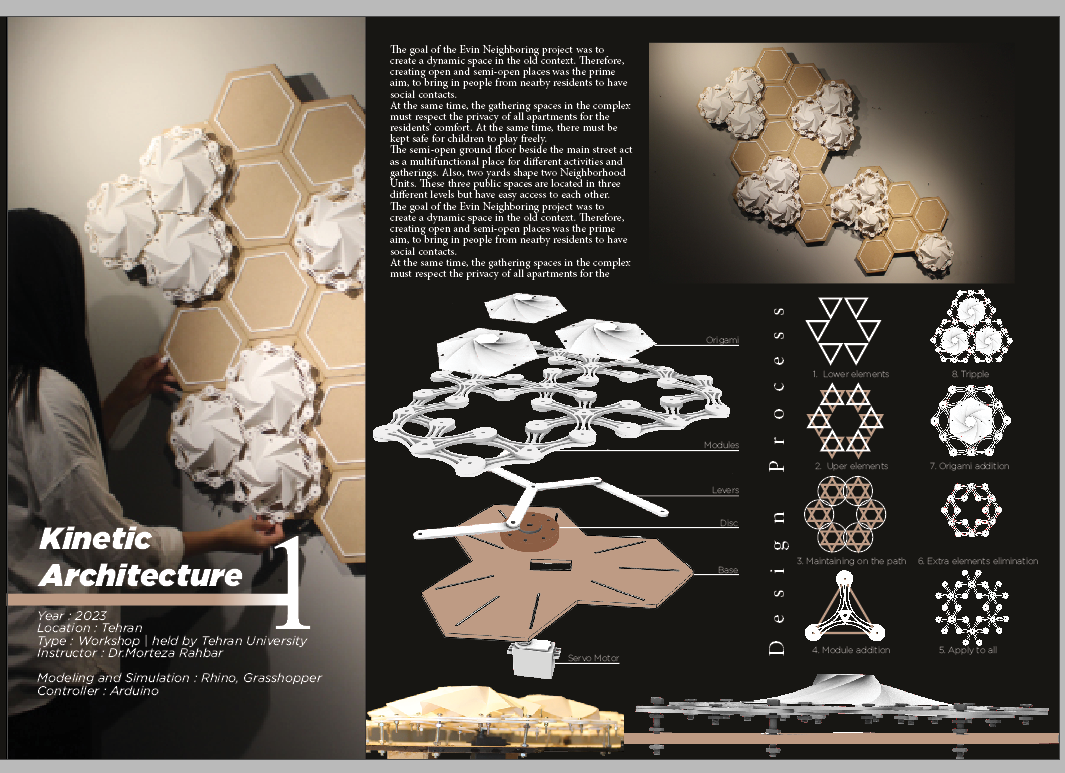 Kinetic
Architecture
1
Year : 2023
Location : Tehran
Type : Workshop | held by Tehran University
Instructor : Dr.Morteza Rahbar
Modeling and Simulation : Rhino, Grasshopper
Controller : Arduino
The goal of the Evin Neighboring project was to
create a dynamic space in the old context. Therefore,
creating open and semi-open places was the prime
aim, to bring in people from nearby residents to have
social contacts.
At the same time, the gathering spaces in the complex
must respect the privacy of all apartments for the
residents' comfort. At the same time, there must be
kept safe for children to play freely.
The semi-open ground floor beside the main street act
as a multifunctional place for different activities and
gatherings. Also, two yards shape two Neighborhood
Units. These three public spaces are located in three
different levels but have easy access to each other.
The goal of the Evin Neighboring project was to
create a dynamic space in the old context. Therefore,
creating open and semi-open places was the prime
aim, to bring in people from nearby residents to have
social contacts.
At the same time, the gathering spaces in the complex
must respect the privacy of all apartments for the
Origami
Modules
Levers
Disc
Base
Servo Motor
Design Process
1. Lower elements
2. Uper elements
3. Maintaining on the path
4. Module addition
5. Apply to all
6. Extra elements elimination
7. Origami addition
8. Tripple